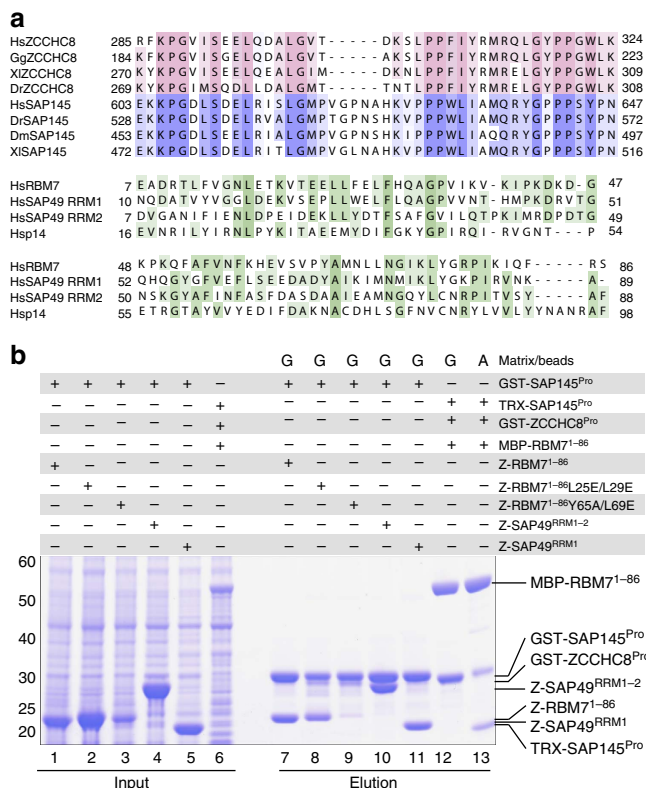 a
HsZCCHC8 285 R F K P G V I S E E L Q D A L G V T - - - - - D K S L P P F I Y R M R Q L G Y P P G W L K 324
GgZCCHC8 184 K F K P G V I S E E L Q D A L G V T - - - - - D K S L P P F I Y R M R Q L G Y P P G W L K 223
XlZCCHC8 270 K Y K P G V I S E E L Q E A L G I M - - - - - D K N L P P F I Y R M R E L G Y P P G W L K 309
DrZCCHC8 269 K Y K P G I M S Q D L L D A L G V T - - - - - T N T L P P F I Y R M R E L G Y P P G W L K 308
HsSAP145 603 E K K P G D L S D E L R I S L G M P V G P N A H K V P P P W L I A M Q R Y G P P P S Y P N 647
DrSAP145 528 E K K P G D L S D E L R I S L G M P V G P N A H K V P P P W L I A M Q R Y G P P P S Y P N 572
DmSAP145 453 E K K P G D L S E E L R I A L G M P T G P N A H K I P P P W L I A M Q R Y G P P P S Y P N 497
XlSAP145 472 E K K P G D L S D E L R I T L G M P V G P N A H K V P P P W L I A M Q R Y G P P P S Y P N 516
HsRBM7 7 E A D R T L F V G N L E T K V T E E L L F E L F H Q A G P V I K V - K I P K D K D - G 47
HsSAP49 RRM1 10 N Q D A T V Y V G G L D E K V S E P L L W E L F L Q A G P V V N T - H M P K D R V T G 51
HsSAP49 RRM2 7 D V G A N I F I E N L D P E I D E K L L Y D T F S A F G V I L Q T P K I M R D P D T G 49
Hsp14 16 E V N R I L Y I R N L P Y K I T A E E M Y D I F G K Y G P I R Q I - R V G N T - - - P 54
HsRBM7 48 K P K Q F A F V N F K H E V S V P Y A M N L L N G I K L Y G R P I K I Q F - - - - - R S 86
HsSAP49 RRM1 52 Q H Q G Y G F V E F L S E E D A D Y A I K I M N M I K L Y G K P I R V N K - - - - - A - 89
HsSAP49 RRM2 50 N S K G Y A F I N F A S F D A S D A A I E A M N G Q Y L C N R P I T V S Y - - - - - A F 88
Hsp14 55 E T R G T A Y V V Y E D I F D A K N A C D H L S G F N V C N R Y L V V L Y Y N A N R A F 98
b
G G G G G G A Matrix/beads
+ + + + + – + + + + + – – GST-SAP145Pro
– – – – – + – – – – – + + TRX-SAP145Pro
– – – – – + – – – – – + + GST-ZCCHC8Pro
– – – – – + – – – – – + + MBP-RBM71–86
+ – – – – – + – – – – – – Z-RBM71–86
– + – – – – – + – – – – – Z-RBM71–86L25E/L29E
– – + – – – – – + – – – – Z-RBM71–86Y65A/L69E
– – – + – – – – – + – – – Z-SAP49RRM1–2
– – – – + – – – – – + – – Z-SAP49RRM1
60
50
40
30
25
20
MBP-RBM71–86
GST-SAP145Pro
GST-ZCCHC8Pro
Z-SAP49RRM1–2
Z-RBM71–86
Z-SAP49RRM1
TRX-SAP145Pro
1 2 3 4 5 6 7 8 9 10 11 12 13
Input Elution